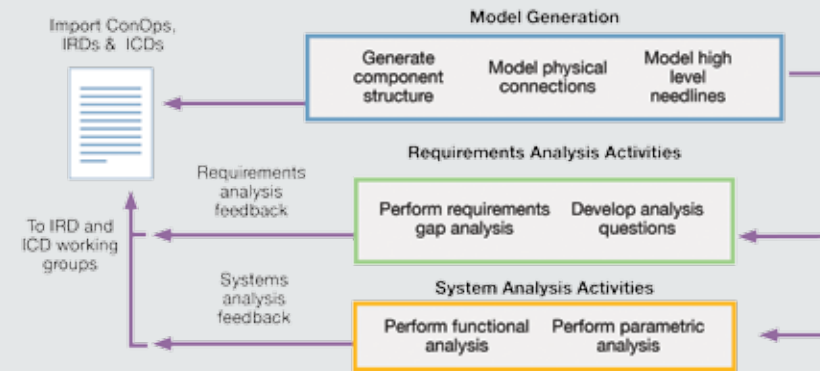 Import ConOps,
IRDs & ICDs
Model Generation
Generate
component
structure
Model physical
connections
Model high
level
needlines
Requirements Analysis Activities
Requirements
analysis
feedback
Perform requirements
gap analysis
Develop analysis
questions
To IRD and
ICD working
groups
Systems
analysis
feedback
System Analysis Activities
Perform functional
analysis
Perform parametric
analysis